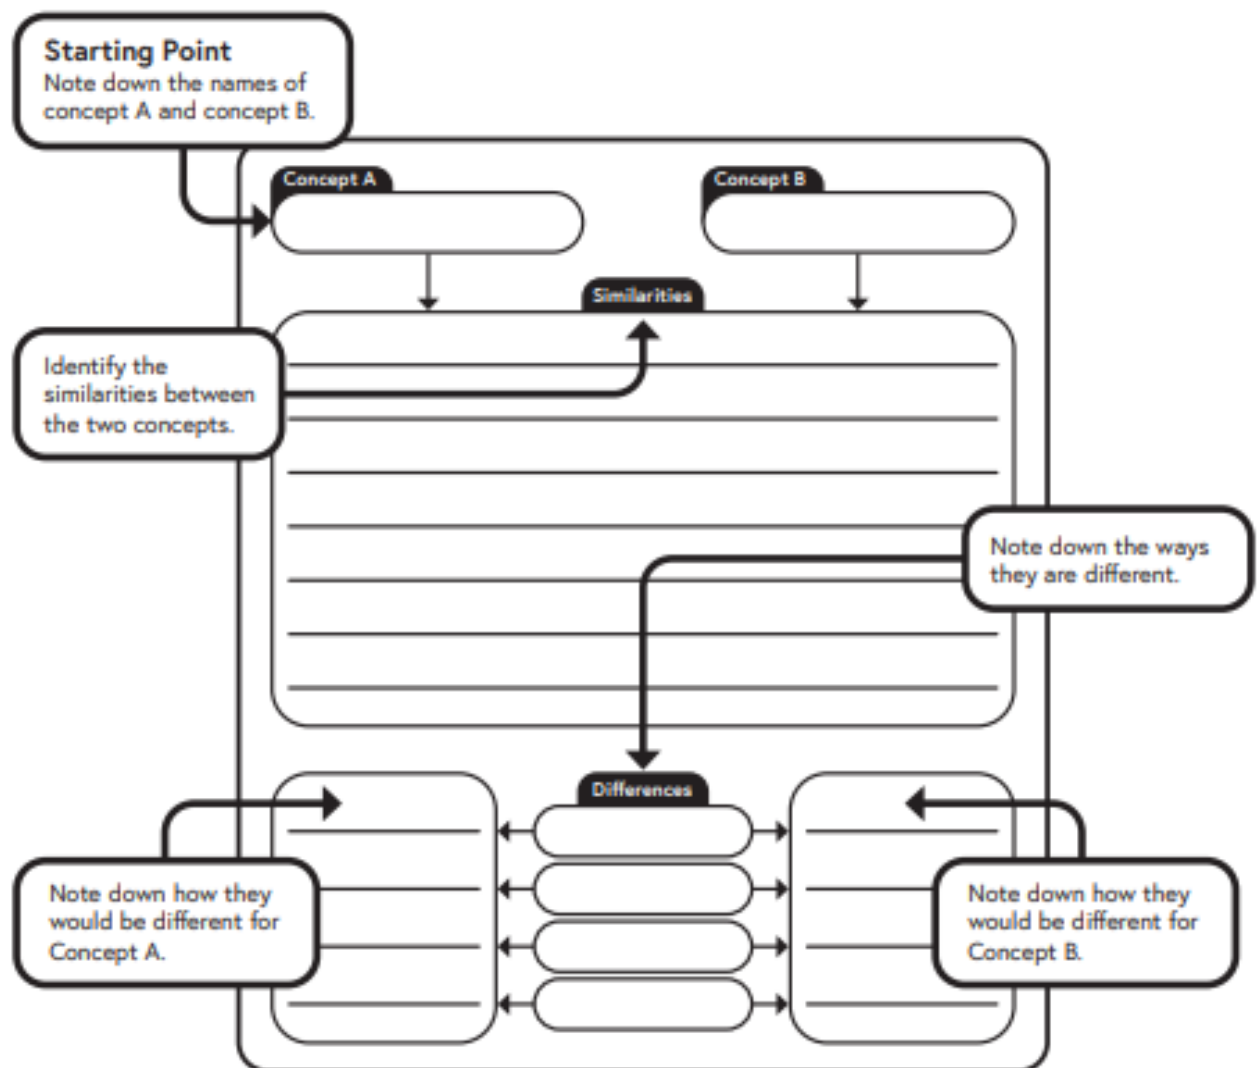 Starting Point
Note down the names of
concept A and concept B.
Concept A
Concept B
Similarities
Identify the
similarities between
the two concepts.
Note down the ways
they are different.
Differences
Note down how they
would be different for
Concept A.
Note down how they
would be different for
Concept B.